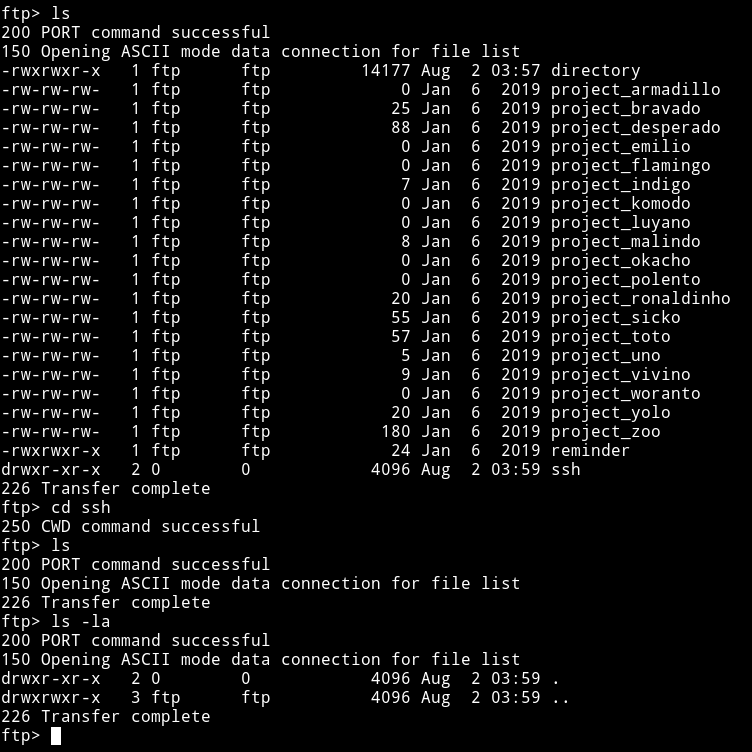 ftp> ls
200 PORT command successful
150 Opening ASCII mode data connection for file list
-rwxrwxr-x   1 ftp      ftp         14177 Aug  2 03:57 directory
-rw-rw-rw-   1 ftp      ftp             0 Jan  6  2019 project_armadillo
-rw-rw-rw-   1 ftp      ftp            25 Jan  6  2019 project_bravado
-rw-rw-rw-   1 ftp      ftp            88 Jan  6  2019 project_desperado
-rw-rw-rw-   1 ftp      ftp             0 Jan  6  2019 project_emilio
-rw-rw-rw-   1 ftp      ftp             0 Jan  6  2019 project_flamingo
-rw-rw-rw-   1 ftp      ftp             7 Jan  6  2019 project_indigo
-rw-rw-rw-   1 ftp      ftp             0 Jan  6  2019 project_komodo
-rw-rw-rw-   1 ftp      ftp             0 Jan  6  2019 project_luyano
-rw-rw-rw-   1 ftp      ftp             8 Jan  6  2019 project_malindo
-rw-rw-rw-   1 ftp      ftp             0 Jan  6  2019 project_okacho
-rw-rw-rw-   1 ftp      ftp             0 Jan  6  2019 project_polento
-rw-rw-rw-   1 ftp      ftp            20 Jan  6  2019 project_ronaldinho
-rw-rw-rw-   1 ftp      ftp            55 Jan  6  2019 project_sicko
-rw-rw-rw-   1 ftp      ftp            57 Jan  6  2019 project_toto
-rw-rw-rw-   1 ftp      ftp             5 Jan  6  2019 project_uno
-rw-rw-rw-   1 ftp      ftp             9 Jan  6  2019 project_vivino
-rw-rw-rw-   1 ftp      ftp             0 Jan  6  2019 project_woranto
-rw-rw-rw-   1 ftp      ftp            20 Jan  6  2019 project_yolo
-rw-rw-rw-   1 ftp      ftp           180 Jan  6  2019 project_zoo
-rwxrwxr-x   1 ftp      ftp            24 Jan  6  2019 reminder
drwxr-xr-x   2 0        0            4096 Aug  2 03:59 ssh
226 Transfer complete
ftp> cd ssh
250 CWD command successful
ftp> ls
200 PORT command successful
150 Opening ASCII mode data connection for file list
226 Transfer complete
ftp> ls -la
200 PORT command successful
150 Opening ASCII mode data connection for file list
drwxr-xr-x   2 0        0            4096 Aug  2 03:59 .
drwxrwxr-x   3 ftp      ftp          4096 Aug  2 03:59 ..
226 Transfer complete
ftp>